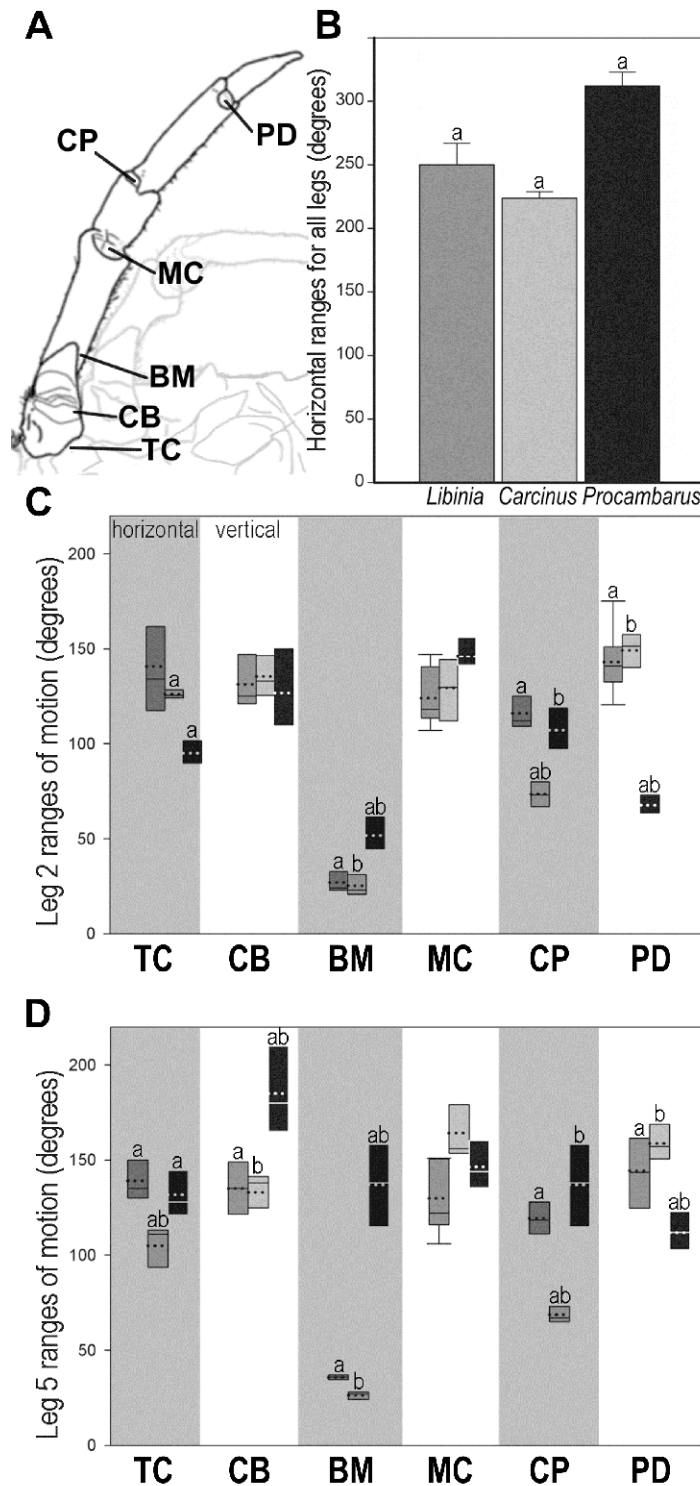 A
PD
CP
MC
BM
CB
TC
B
Horizontal ranges for all legs (degrees)
300
250
200
150
100
50
0
a
a
a
Libinia Carcinus Procambarus
C
Leg 2 ranges of motion (degrees)
horizontal vertical
200
150
100
50
0
a
a
a b
ab
a
ab
b
a
b
ab
TC CB BM MC CP PD
D
Leg 5 ranges of motion (degrees)
200
150
100
50
0
a
ab
a
a b
ab
a
b
ab
a
ab
b
a b
ab
TC CB BM MC CP PD